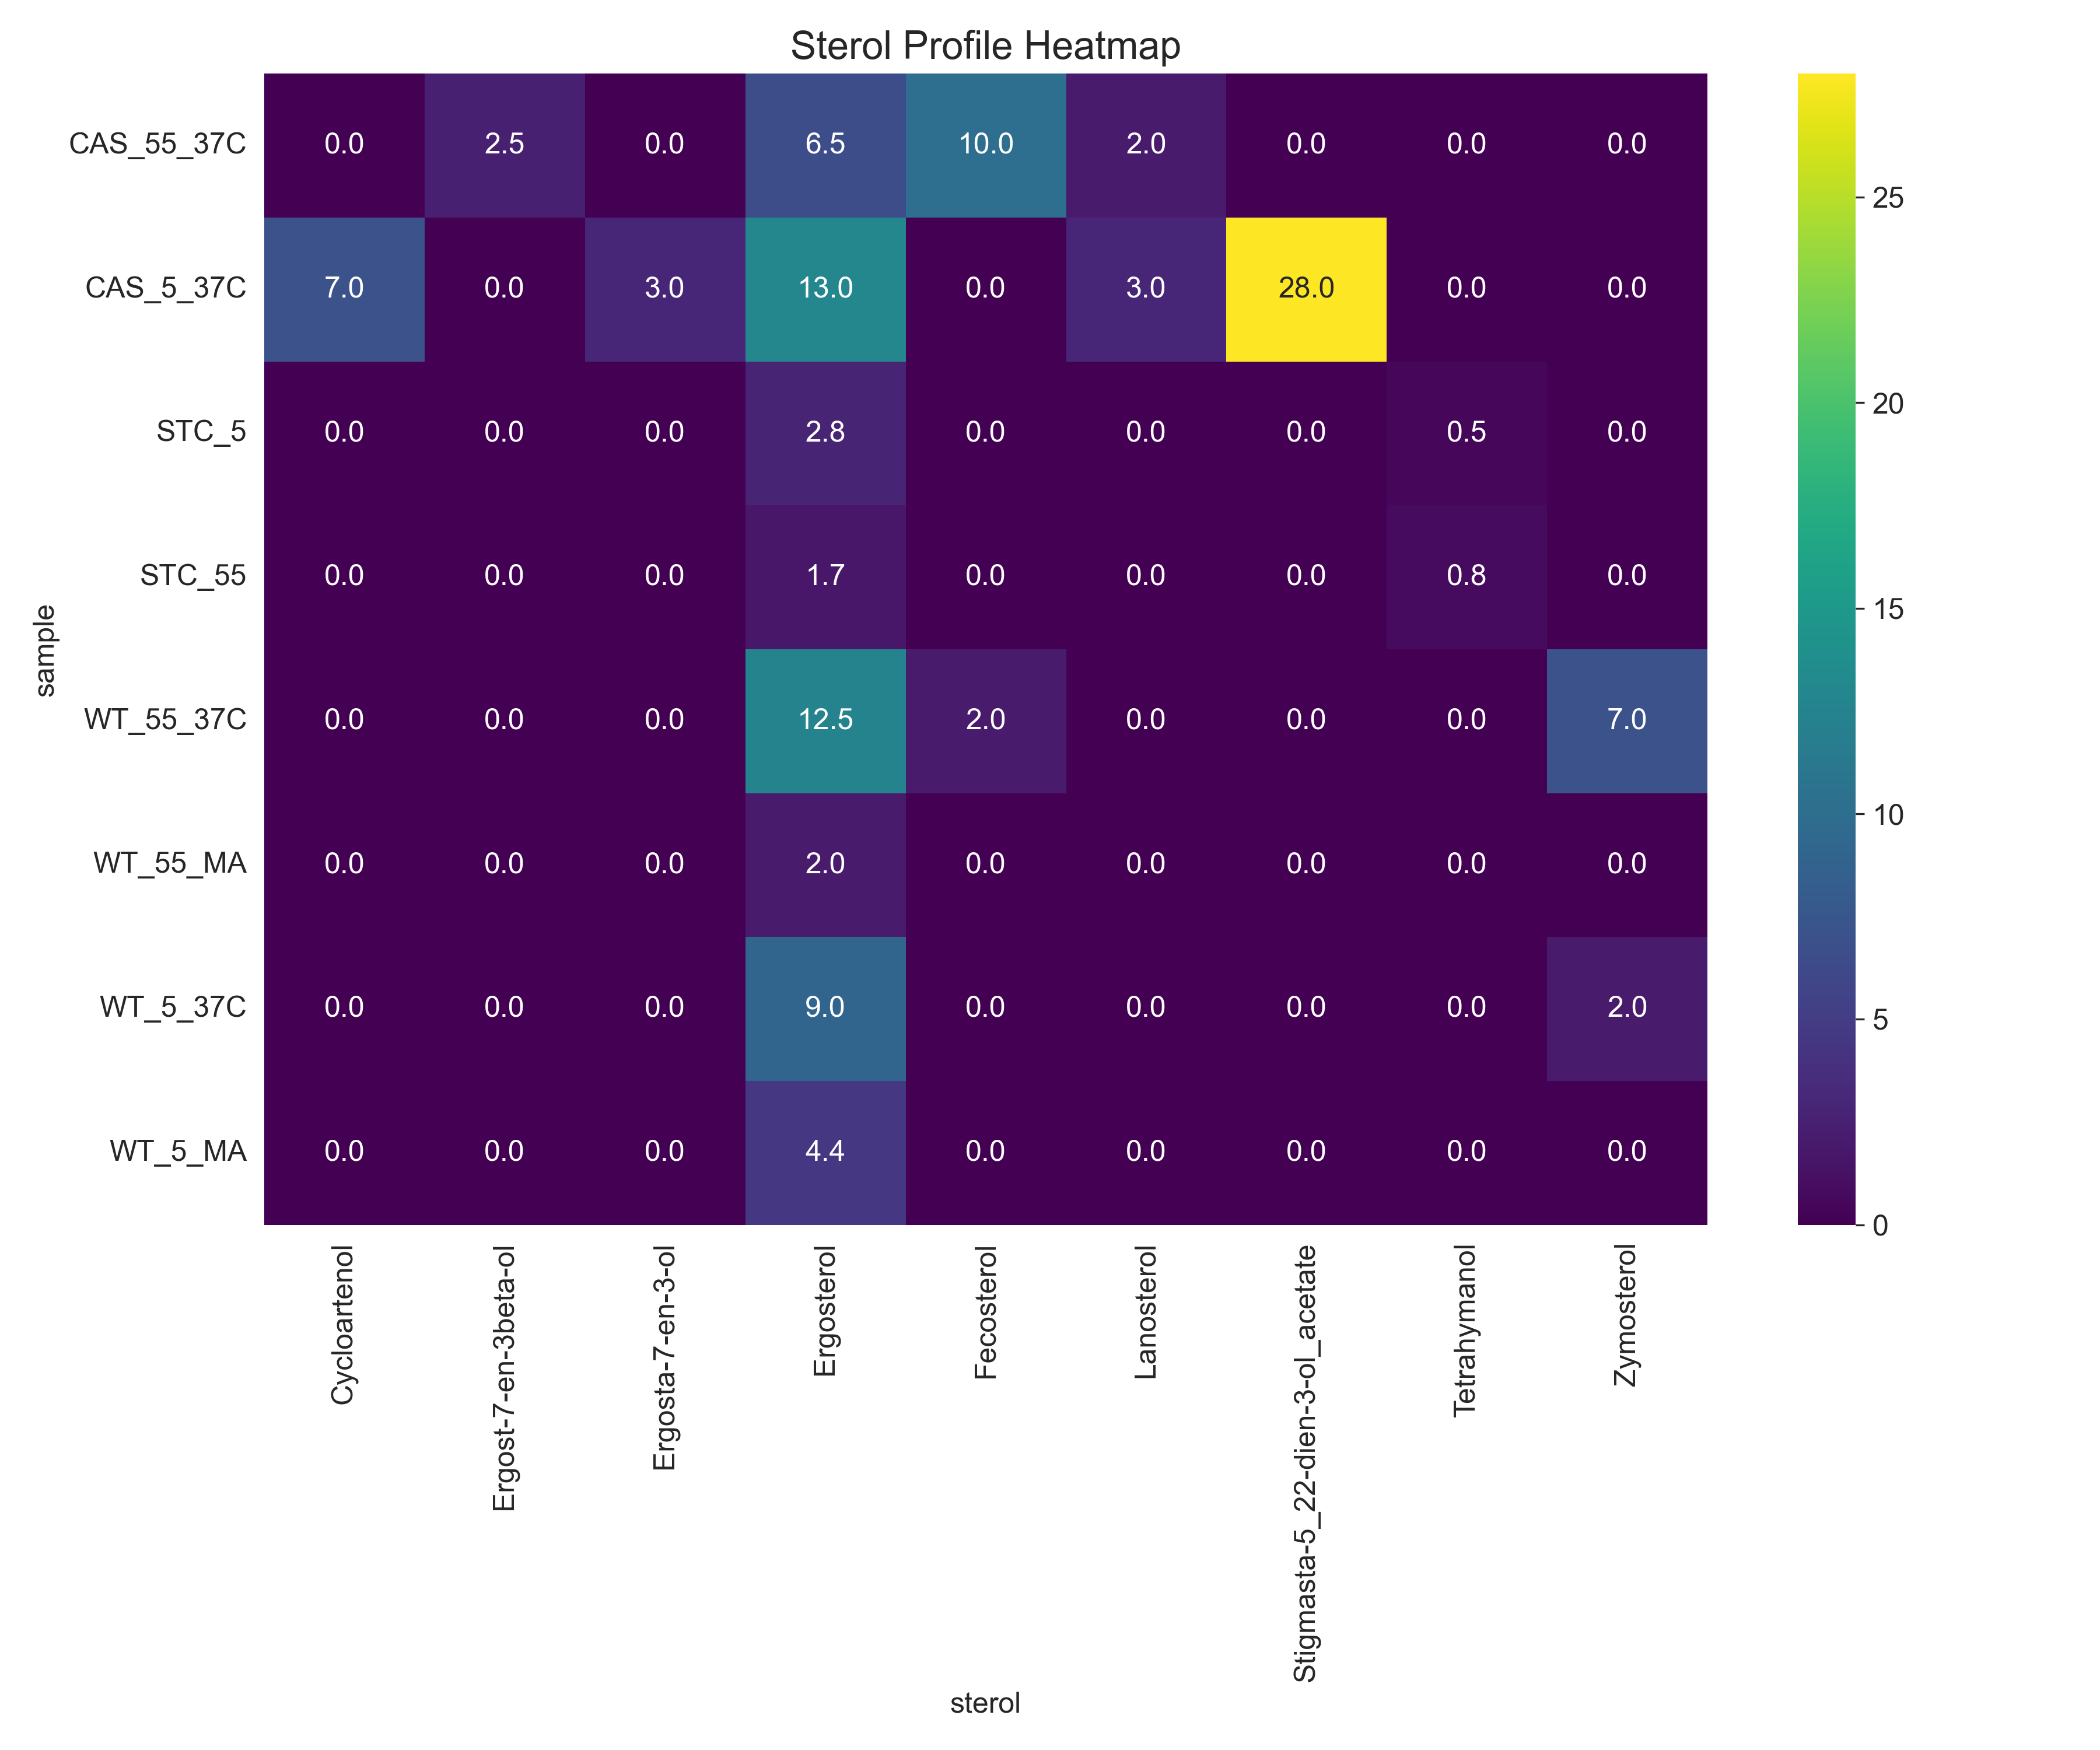 Sterol Profile Heatmap
CAS_55_37C 0.0 2.5 0.0 6.5 10.0 2.0 0.0 0.0 0.0
CAS_5_37C 7.0 0.0 3.0 13.0 0.0 3.0 28.0 0.0 0.0
STC_5 0.0 0.0 0.0 2.8 0.0 0.0 0.0 0.5 0.0
STC_55 0.0 0.0 0.0 1.7 0.0 0.0 0.0 0.8 0.0
WT_55_37C 0.0 0.0 0.0 12.5 2.0 0.0 0.0 0.0 7.0
WT_55_MA 0.0 0.0 0.0 2.0 0.0 0.0 0.0 0.0 0.0
WT_5_37C 0.0 0.0 0.0 9.0 0.0 0.0 0.0 0.0 2.0
WT_5_MA 0.0 0.0 0.0 4.4 0.0 0.0 0.0 0.0 0.0
sample
Cycloartenol
Ergost-7-en-3beta-ol
Ergosta-7-en-3-ol
Ergosterol
Fecosterol
Lanosterol
Stigmasta-5_22-dien-3-ol_acetate
Tetrahymanol
Zymosterol
sterol
25
20
15
10
5
0